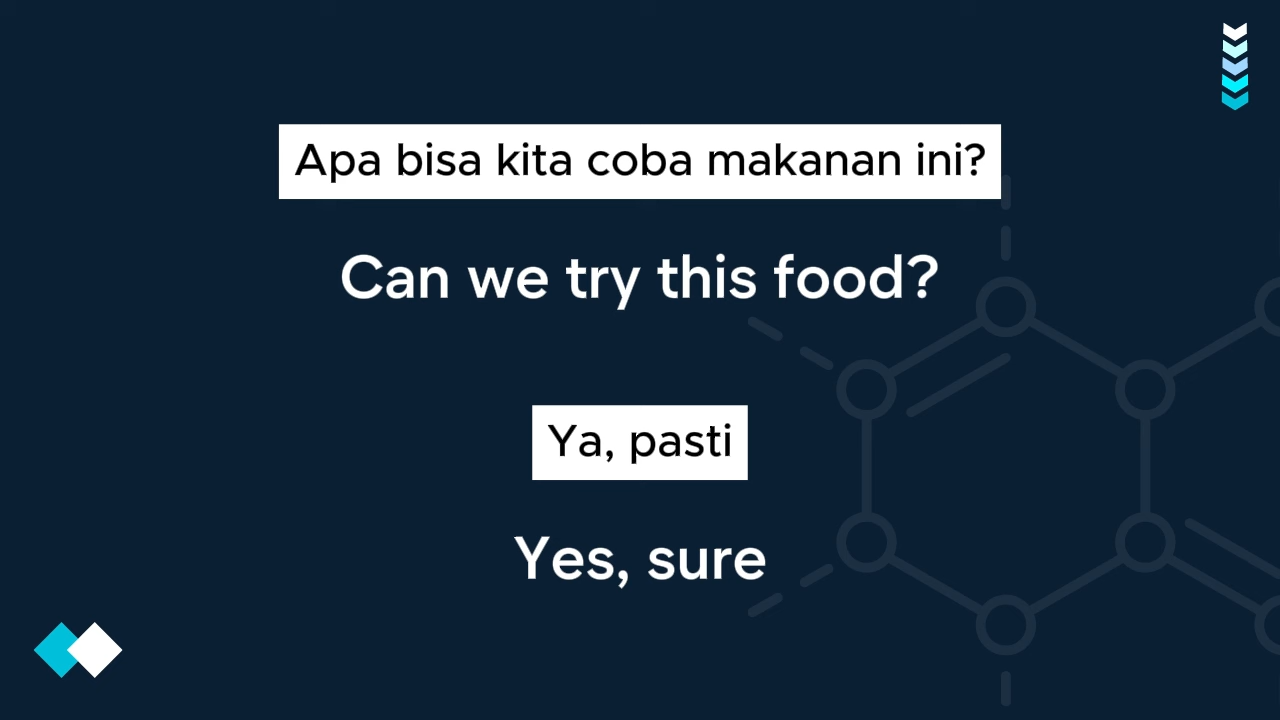 Apa bisa kita coba makanan ini?
Can we try this food?
Ya, pasti
Yes, sure